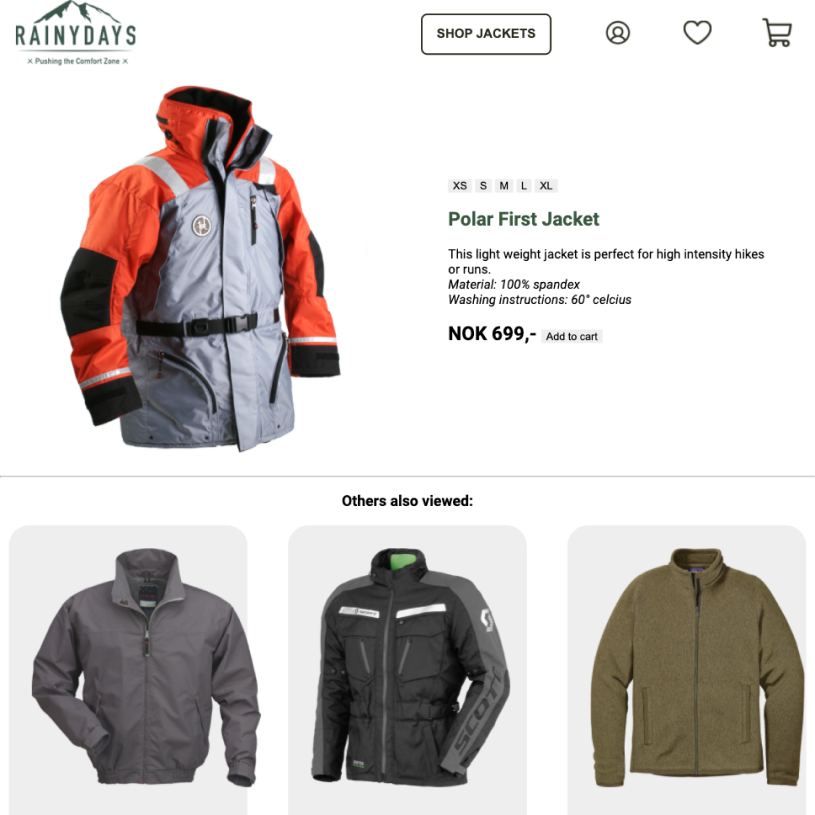 RAINYDAYS
× Pushing the Comfort Zone ×
SHOP JACKETS
XS S M L XL
Polar First Jacket
This light weight jacket is perfect for high intensity hikes
or runs.
Material: 100% spandex
Washing instructions: 60° celcius
NOK 699,- Add to cart
Others also viewed:
SCOTT